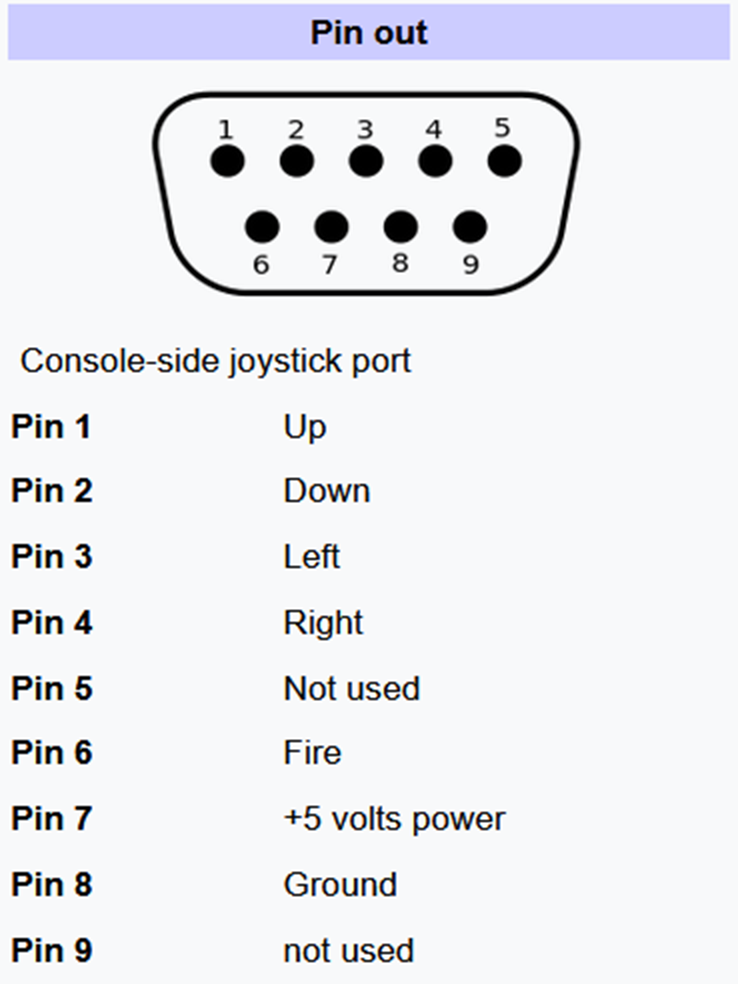 Pin out
1 2 3 4 5
6 7 8 9
Console-side joystick port
Pin 1 Up
Pin 2 Down
Pin 3 Left
Pin 4 Right
Pin 5 Not used
Pin 6 Fire
Pin 7 +5 volts power
Pin 8 Ground
Pin 9 not used